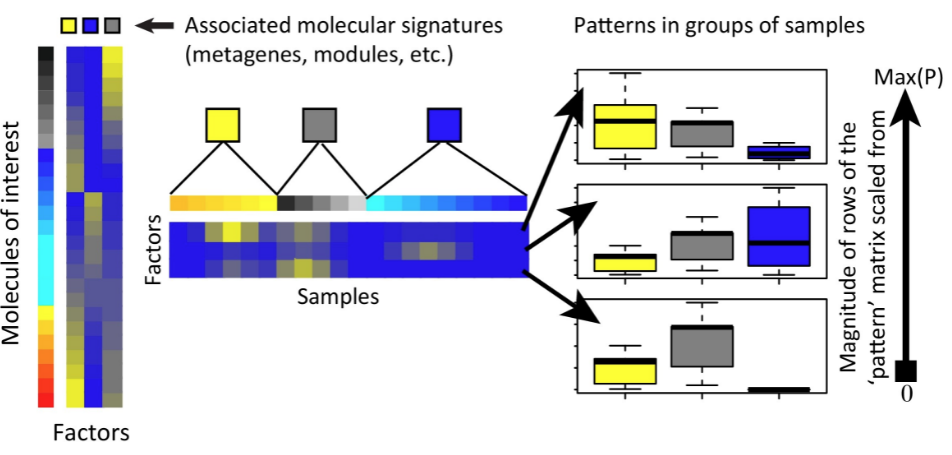 Associated molecular signatures
(metagenes, modules, etc.)
Patterns in groups of samples
Molecules of interest
Factors
Factors
Samples
Magnitude of rows of the
‘pattern’ matrix scaled from
Max(P)
0